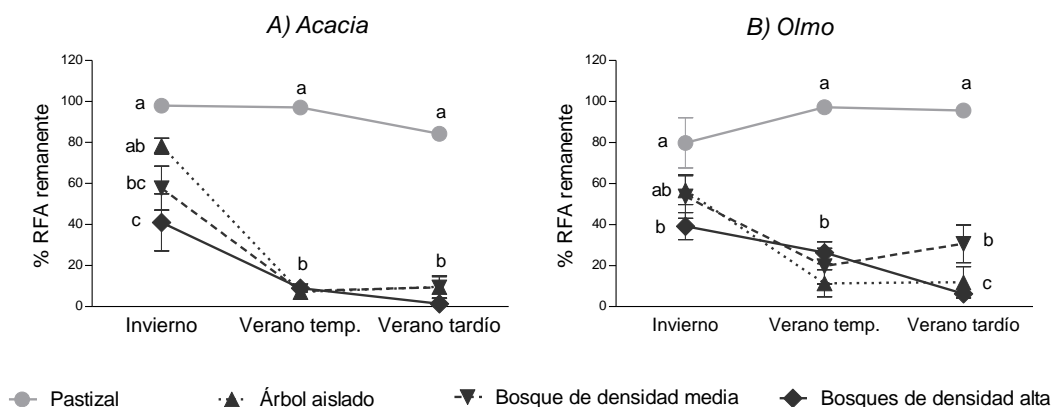 A) Acacia
B) Olmo
% RFA remanente
120
100
80
60
40
20
0
a
a
a
ab
bc
c
b
b
Invierno
Verano temp.
Verano tardío
% RFA remanente
120
100
80
60
40
20
0
a
a
a
ab
b
b
b
c
Invierno
Verano temp.
Verano tardío
Pastizal
Árbol aislado
Bosque de densidad media
Bosques de densidad alta